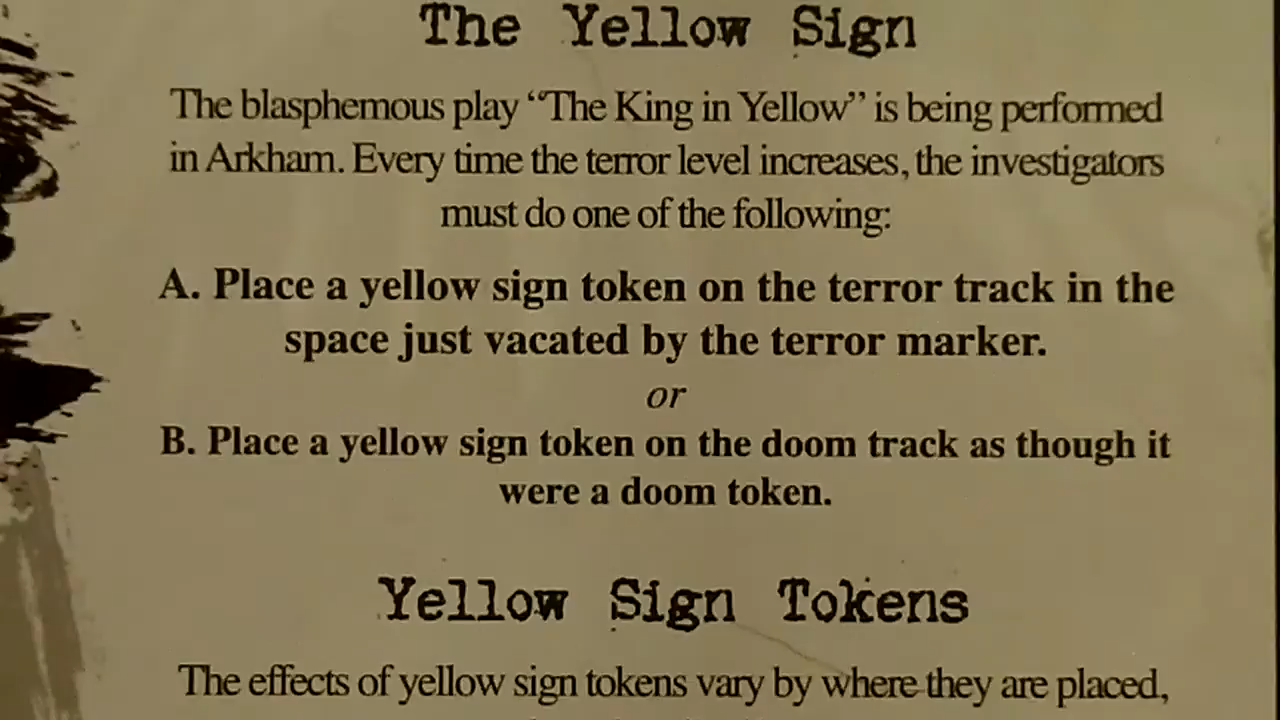 The Yellow Sign
The blasphemous play “The King in Yellow” is being performed
in Arkham. Every time the terror level increases, the investigators
must do one of the following:
A. Place a yellow sign token on the terror track in the
space just vacated by the terror marker.
or
B. Place a yellow sign token on the doom track as though it
were a doom token.
Yellow Sign Tokens
The effects of yellow sign tokens vary by where they are placed,